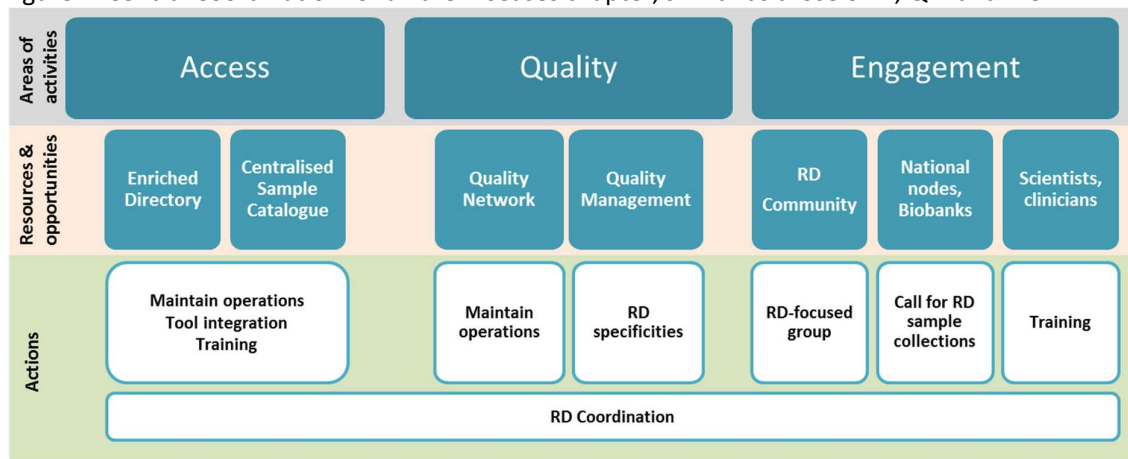 Areas of
activities
Access
Quality
Engagement
Resources &
opportunities
Enriched
Directory
Centralised
Sample
Catalogue
Quality
Network
Quality
Management
RD
Community
National
nodes,
Biobanks
Scientists,
clinicians
Actions
Maintain operations
Tool integration
Training
Maintain
operations
RD
specificities
RD-focused
group
Call for RD
sample
collections
Training
RD Coordination